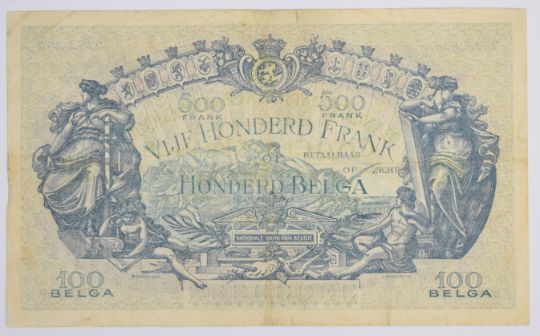 500 FRANK
500 FRANK
VIJF HONDERD FRANK
OF BETAALBAAR
OP ZICHT
HONDERD BELGA
NATIONALE BANK VAN BELGIE
100 BELGA
100 BELGA